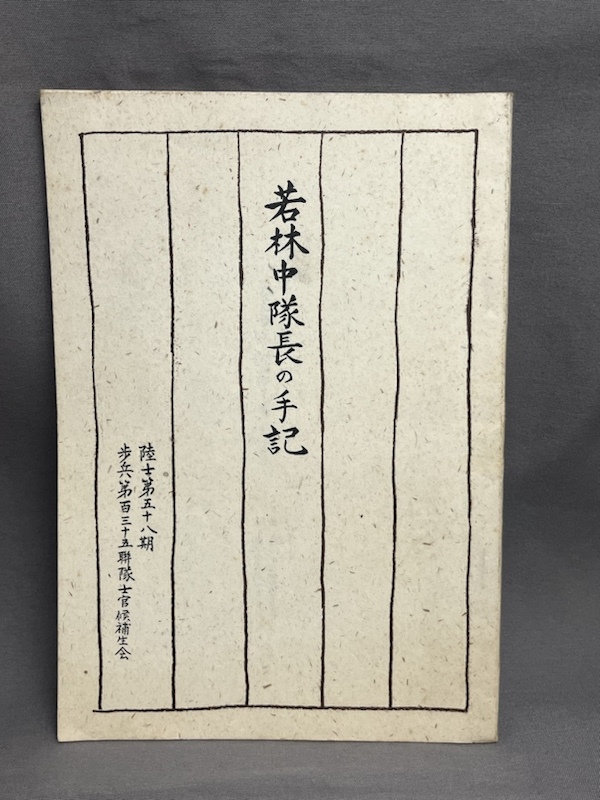 若林中隊長の手記
陸士第五十八期
歩兵第百三十五聯隊士官候補生会